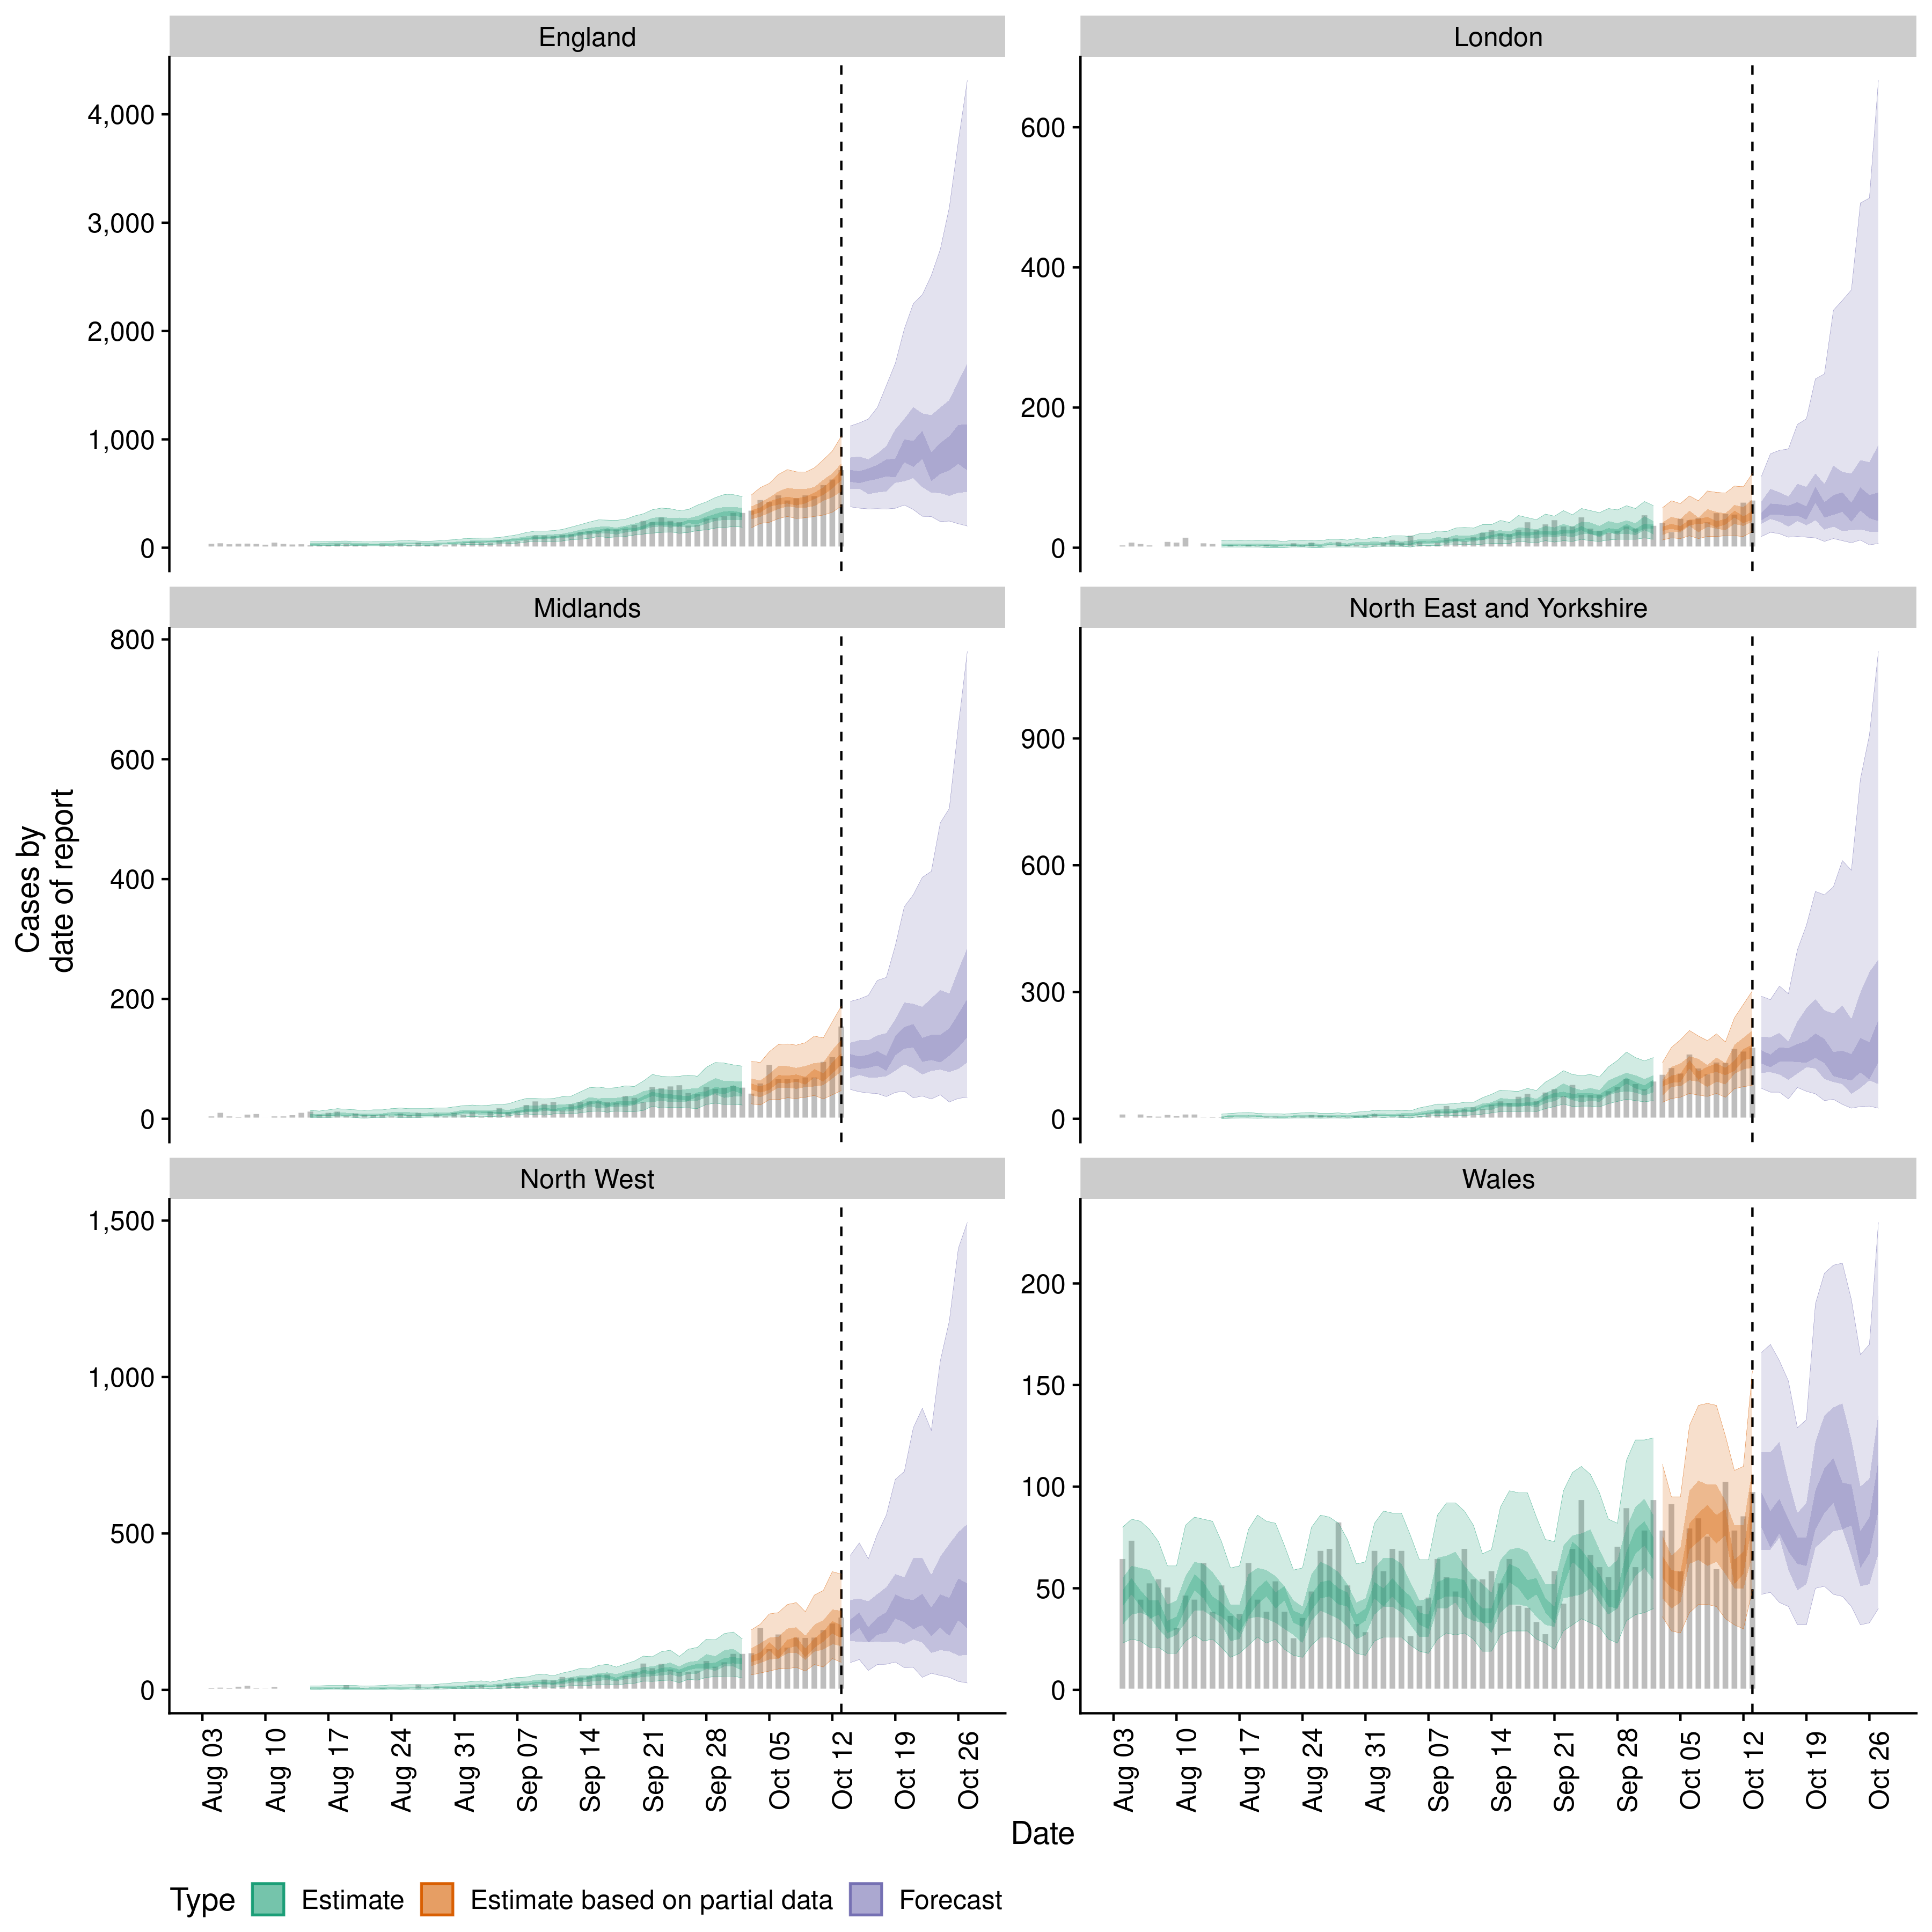 England
London
4,000
3,000
2,000
1,000
0
600
400
200
0
Midlands
North East and Yorkshire
800
600
400
200
0
900
600
300
0
North West
Wales
1,500
1,000
500
0
200
150
100
50
0
Cases by
date of report
Aug 03
Aug 10
Aug 17
Aug 24
Aug 31
Sep 07
Sep 14
Sep 21
Sep 28
Oct 05
Oct 12
Oct 19
Oct 26
Aug 03
Aug 10
Aug 17
Aug 24
Aug 31
Sep 07
Sep 14
Sep 21
Sep 28
Oct 05
Oct 12
Oct 19
Oct 26
Date
Type Estimate Estimate based on partial data Forecast